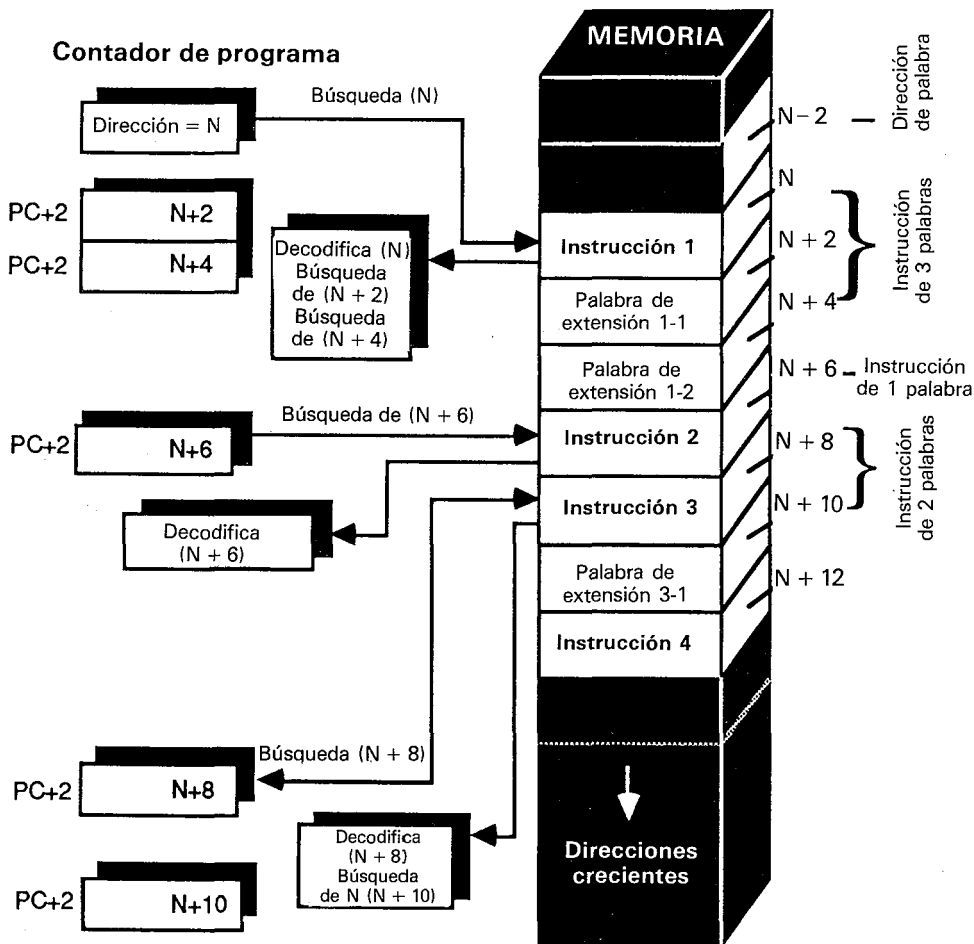 MEMORIA
Contador de programa
Búsqueda (N)
Dirección = N
PC+2
N+2
PC+2
N+4
Decodifica (N)
Búsqueda
de (N + 2)
Búsqueda
de (N + 4)
Instrucción 1
Palabra de
extensión 1-1
Palabra de
extensión 1-2
Búsqueda de (N + 6)
PC+2
N+6
Instrucción 2
Decodifica
(N + 6)
Instrucción 3
Palabra de
extensión 3-1
Instrucción 4
Búsqueda (N + 8)
PC+2
N+8
Decodifica
(N + 8)
Búsqueda
de N (N + 10)
PC+2
N+10
Direcciones
crecientes
N – 2
Dirección
de palabra
N
N + 2
N + 4
Instrucción
de 3 palabras
N + 6
Instrucción
de 1 palabra
N + 8
N + 10
Instrucción
de 2 palabras
N + 12